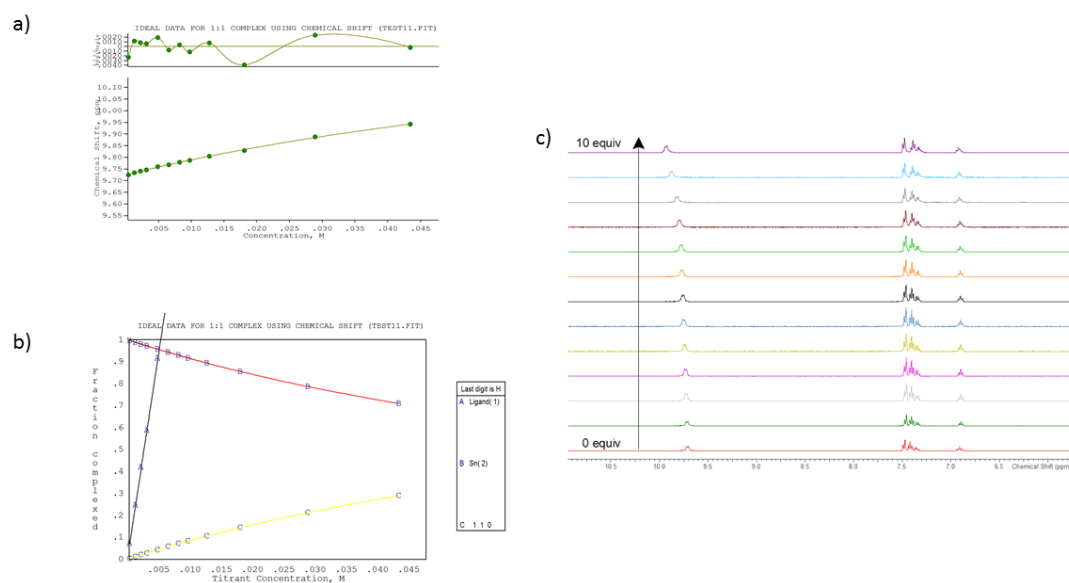 a)
IDEAL DATA FOR 1:1 COMPLEX USING CHEMICAL SHIFT (TEST11.FIT)
10.10
10.05
10.00
9.95
9.90
9.85
9.80
9.75
9.70
9.65
9.60
9.55
Chemical Shift, ppm
.005 .010 .015 .020 .025 .030 .035 .040 .045
Concentration, M
b)
IDEAL DATA FOR 1:1 COMPLEX USING CHEMICAL SHIFT (TEST11.FIT)
Fraction complexed
1
.9
.8
.7
.6
.5
.4
.3
.2
.1
0
.005 .010 .015 .020 .025 .030 .035 .040 .045
Titrant Concentration, M
Last digit is H
A Ligand( 1)
B Sn( 2)
C 1 1 0
c)
10 equiv
0 equiv
10.5 10.0 9.5 9.0 8.5 8.0 7.5 7.0 6.5
Chemical Shift (ppm